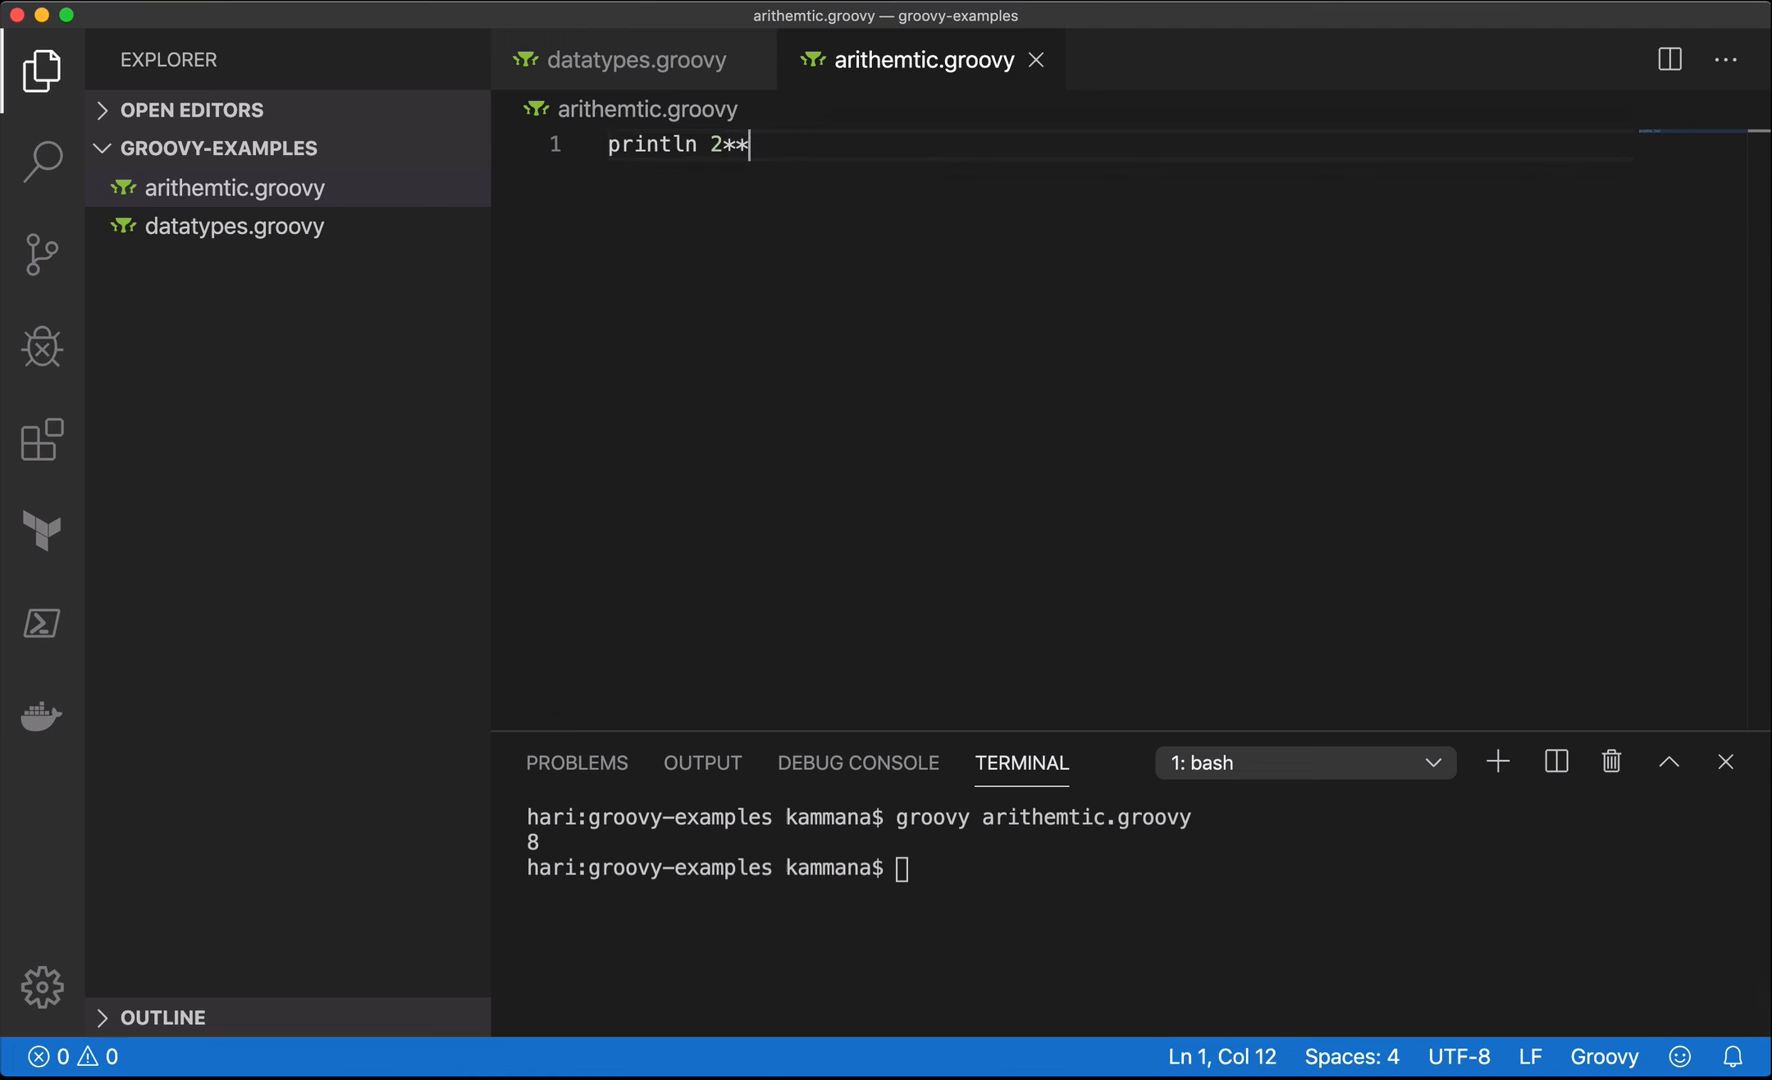 arithemtic.groovy — groovy-examples
EXPLORER
OPEN EDITORS
GROOVY-EXAMPLES
arithemtic.groovy
datatypes.groovy
OUTLINE
datatypes.groovy
arithemtic.groovy
arithemtic.groovy
1 println 2**
PROBLEMS OUTPUT DEBUG CONSOLE TERMINAL 1: bash
hari:groovy-examples kammana$ groovy arithemtic.groovy
8
hari:groovy-examples kammana$
0 0 Ln 1, Col 12 Spaces: 4 UTF-8 LF Groovy